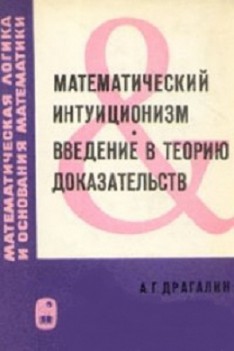 МАТЕМАТИЧЕСКАЯ ЛОГИКА
И ОСНОВАНИЯ МАТЕМАТИКИ
&
МАТЕМАТИЧЕСКИЙ
ИНТУИЦИОНИЗМ
•
ВВЕДЕНИЕ В ТЕОРИЮ
ДОКАЗАТЕЛЬСТВ
А.Г. ДРАГАЛИН